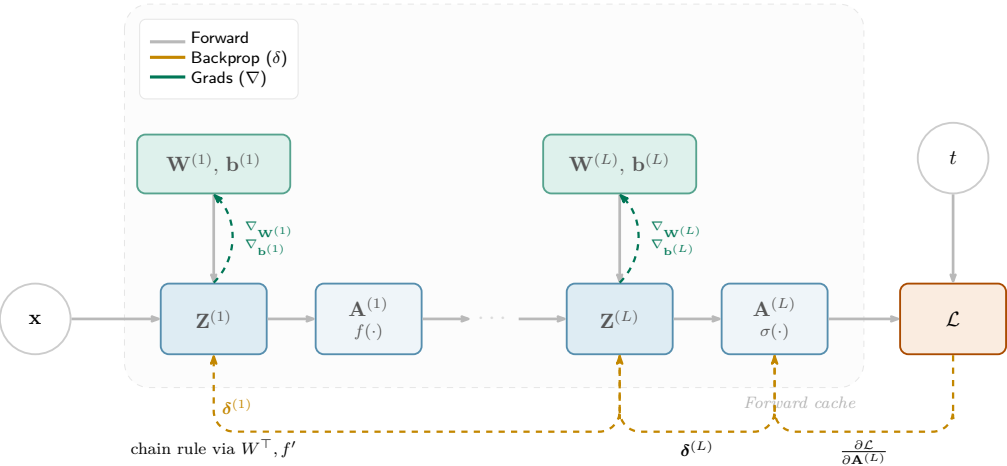 Forward
Backprop (δ)
Grads (∇)
W⁽¹⁾, b⁽¹⁾
W⁽ᴸ⁾, b⁽ᴸ⁾
t
∇W⁽¹⁾
∇b⁽¹⁾
∇W⁽ᴸ⁾
∇b⁽ᴸ⁾
x
Z⁽¹⁾
A⁽¹⁾
f(·)
· · ·
Z⁽ᴸ⁾
A⁽ᴸ⁾
σ(·)
ℒ
δ⁽¹⁾
Forward cache
chain rule via W⊤, f′
δ⁽ᴸ⁾
∂ℒ
∂A⁽ᴸ⁾